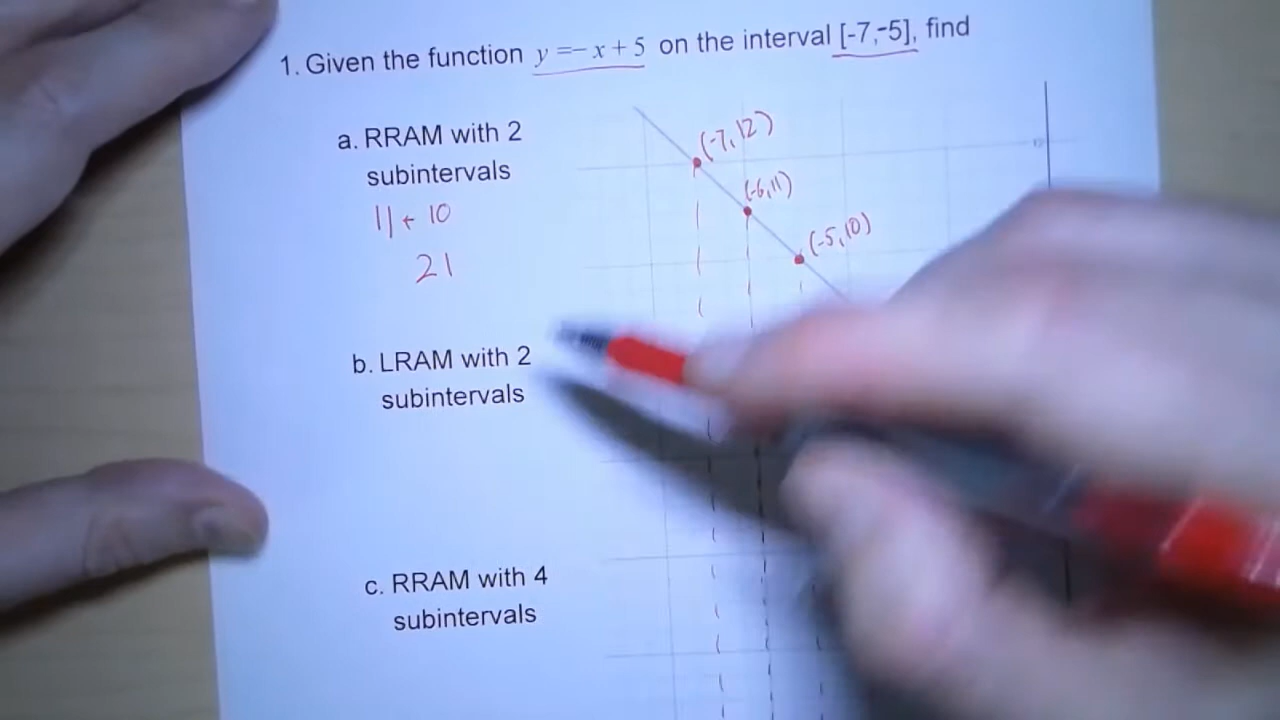 1. Given the function y =− x + 5 on the interval [-7,-5], find
a. RRAM with 2
subintervals
11 + 10
21
(-7,12)
(-6,11)
(-5,10)
b. LRAM with 2
subintervals
c. RRAM with 4
subintervals